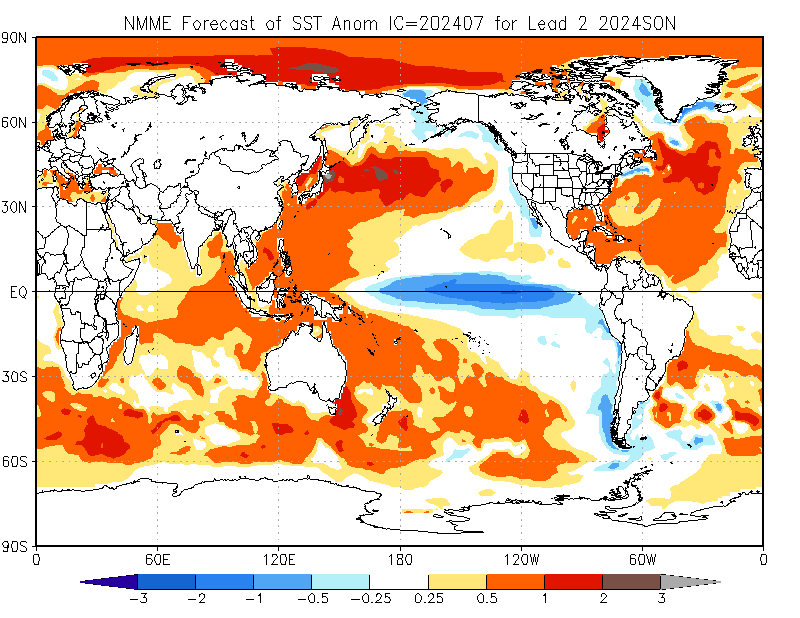 NMME Forecast of SST Anom IC=202407 for Lead 2 2024SON
90N
60N
30N
EQ
30S
60S
90S
0 60E 120E 180 120W 60W 0
-3 -2 -1 -0.5 -0.25 0.25 0.5 1 2 3